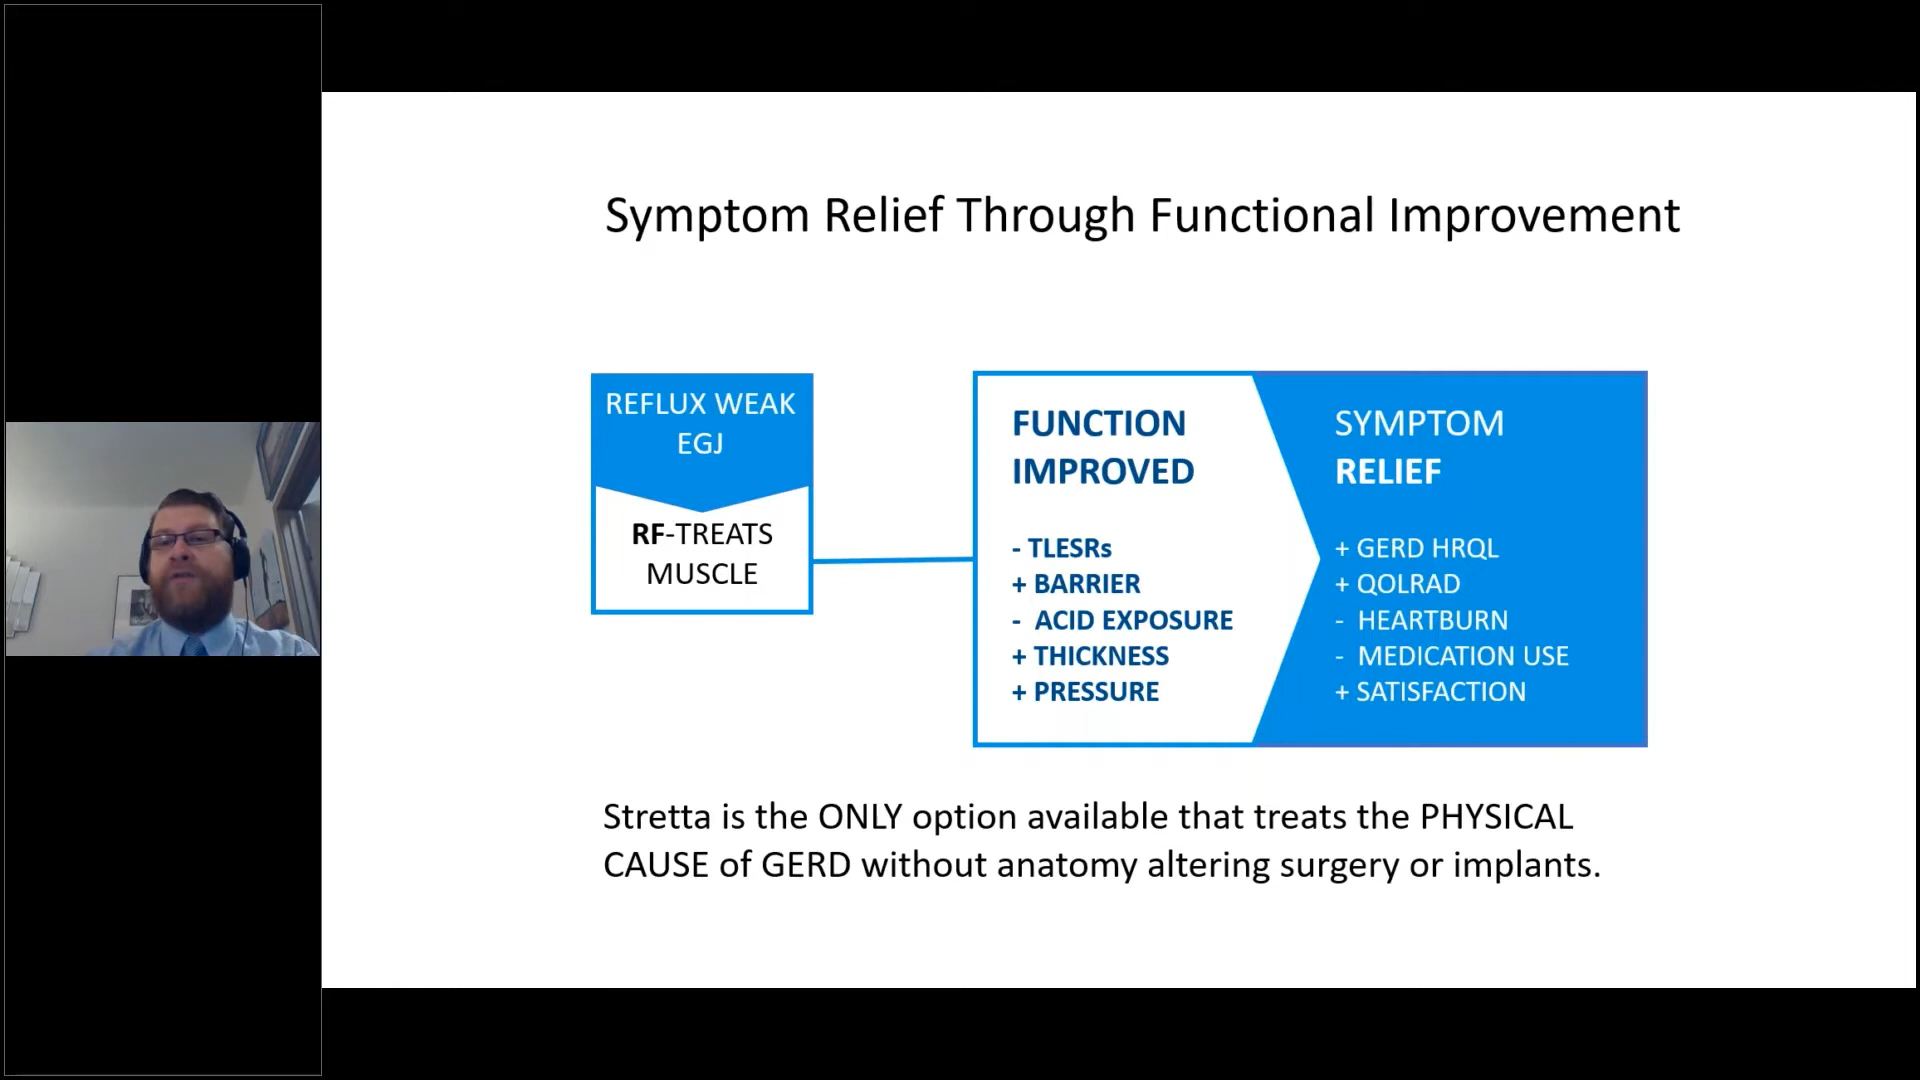 Symptom Relief Through Functional Improvement
REFLUX WEAK
EGJ
RF-TREATS
MUSCLE
FUNCTION
IMPROVED
- TLESRs
+ BARRIER
- ACID EXPOSURE
+ THICKNESS
+ PRESSURE
SYMPTOM
RELIEF
+ GERD HRQL
+ QOLRAD
- HEARTBURN
- MEDICATION USE
+ SATISFACTION
Stretta is the ONLY option available that treats the PHYSICAL
CAUSE of GERD without anatomy altering surgery or implants.